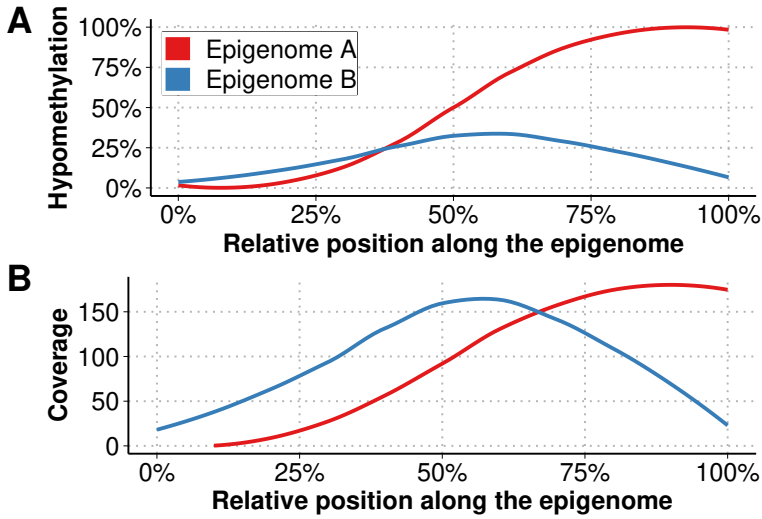 A
Hypomethylation
100%
75%
50%
25%
0%
Epigenome A
Epigenome B
0% 25% 50% 75% 100%
Relative position along the epigenome
B
Coverage
150
100
50
0
0% 25% 50% 75% 100%
Relative position along the epigenome